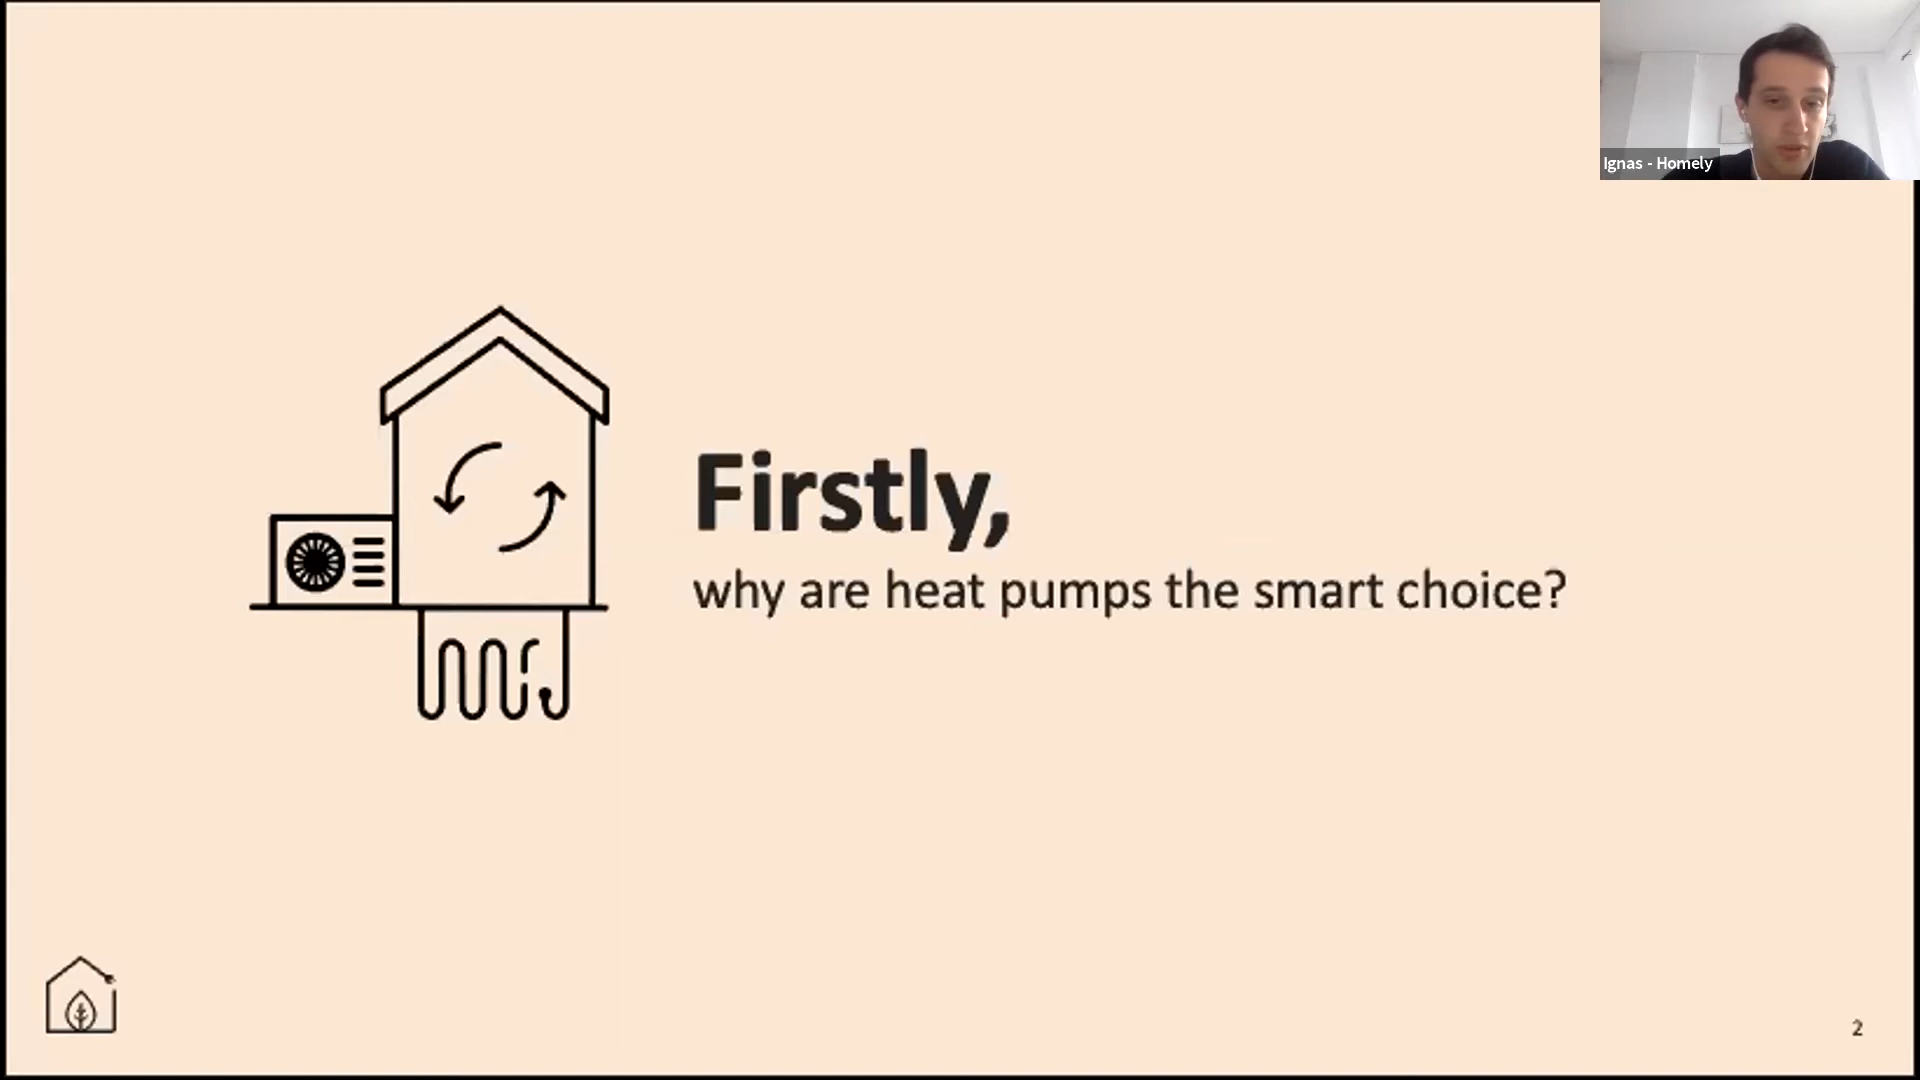 Ignas - Homely
Firstly,
why are heat pumps the smart choice?
2